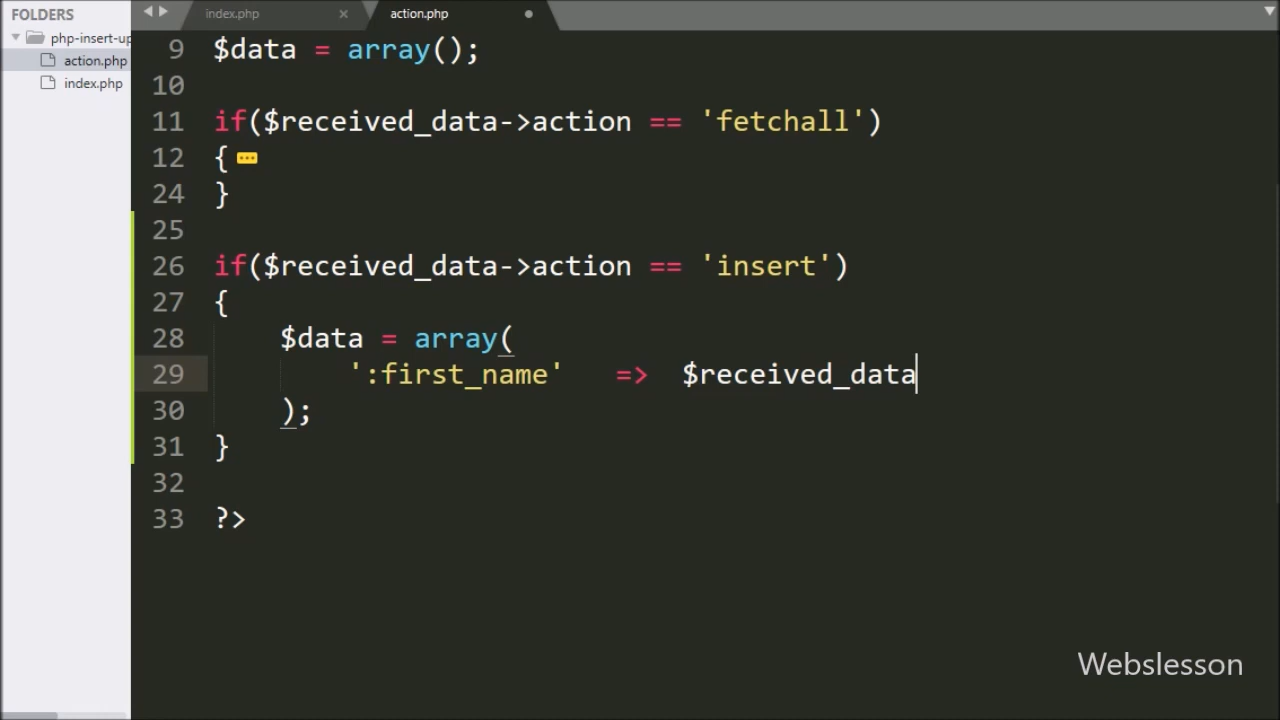 FOLDERS
php-insert-up
action.php
index.php
index.php × action.php
9 $data = array();
10
11 if($received_data->action == 'fetchall')
12 {
24 }
25
26 if($received_data->action == 'insert')
27 {
28 $data = array(
29 ':first_name' => $received_data
30 );
31 }
32
33 ?>
Webslesson